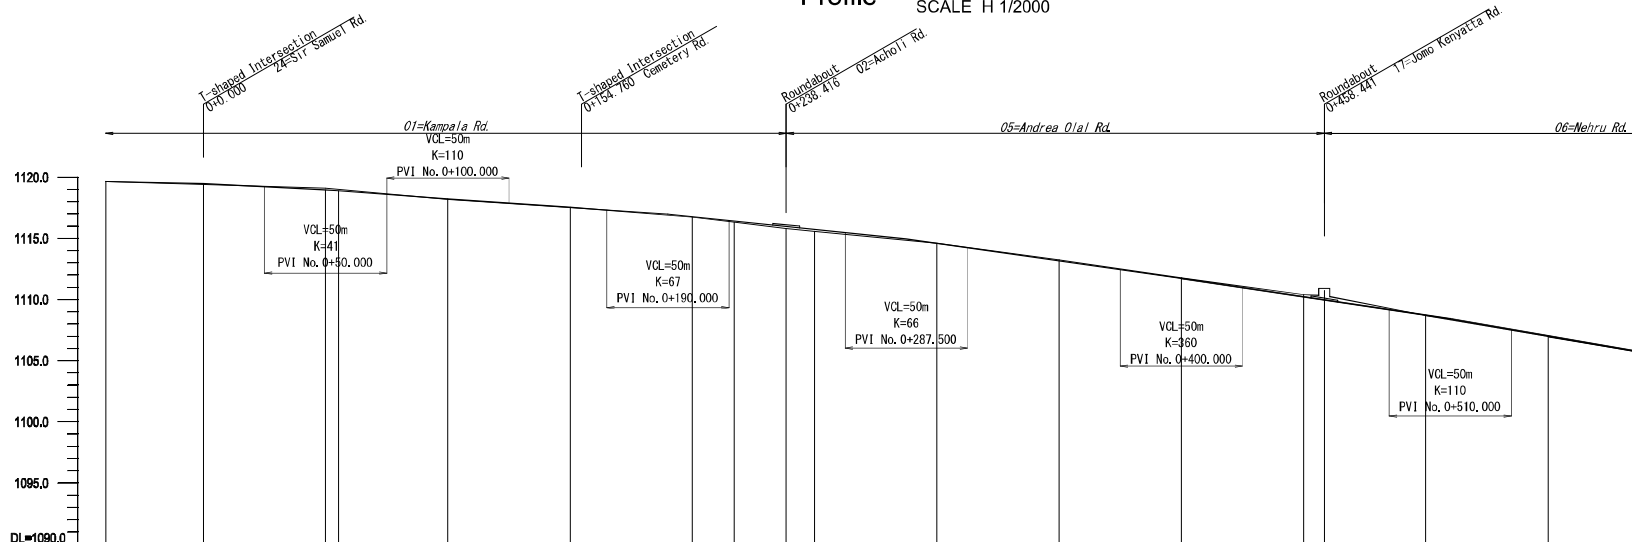 Profile SCALE H 1/2000
T-shaped Intersection 24=Sir Samuel Rd.
0+0.000
T-shaped Intersection
0+154.760 Cemetery Rd.
Roundabout 02=Acholi Rd.
0+238.416
Roundabout 17=Jomo Kenyatta Rd.
0+458.441
01=Kampala Rd.
05=Andrea Olal Rd.
06=Nehru Rd.
VCL=50m
K=110
PVI No.0+100.000
VCL=50m
K=41
PVI No.0+50.000
VCL=50m
K=67
PVI No.0+190.000
VCL=50m
K=66
PVI No.0+287.500
VCL=50m
K=360
PVI No.0+400.000
VCL=50m
K=110
PVI No.0+510.000
1120.0
1115.0
1110.0
1105.0
1100.0
1095.0
DL=1090.0